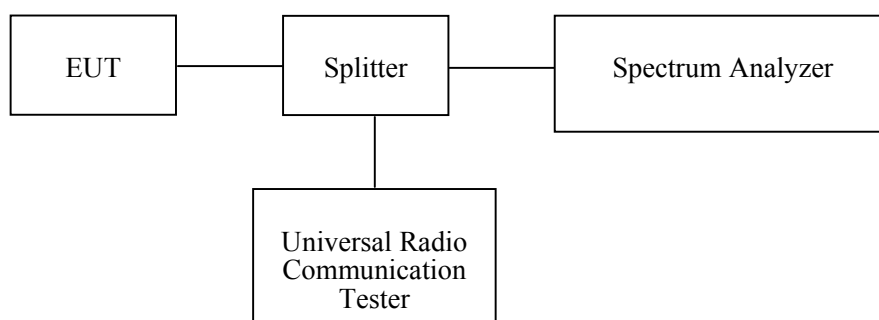 EUT
Splitter
Spectrum Analyzer
Universal Radio
Communication
Tester